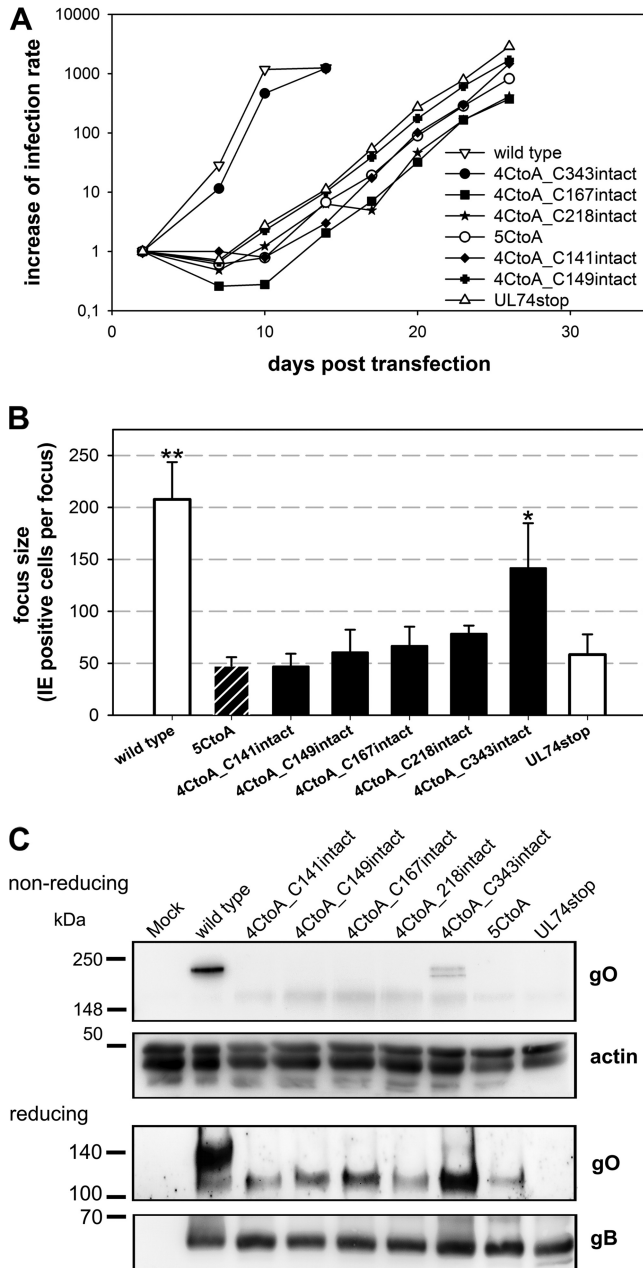 A
10000
1000
100
10
1
0,1
increase of infection rate
0
10
20
30
days post transfection
wild type
4CtoA_C343intact
4CtoA_C167intact
4CtoA_C218intact
5CtoA
4CtoA_C141intact
4CtoA_C149intact
UL74stop
B
250
200
150
100
50
0
focus size
(IE positive cells per focus)
**
*
wild type
5CtoA
4CtoA_C141intact
4CtoA_C149intact
4CtoA_C167intact
4CtoA_C218intact
4CtoA_C343intact
UL74stop
C
non-reducing
kDa
Mock
wild type
4CtoA_C141intact
4CtoA_C149intact
4CtoA_C167intact
4CtoA_218intact
4CtoA_C343intact
5CtoA
UL74stop
250
148
gO
50
actin
reducing
140
100
gO
70
gB